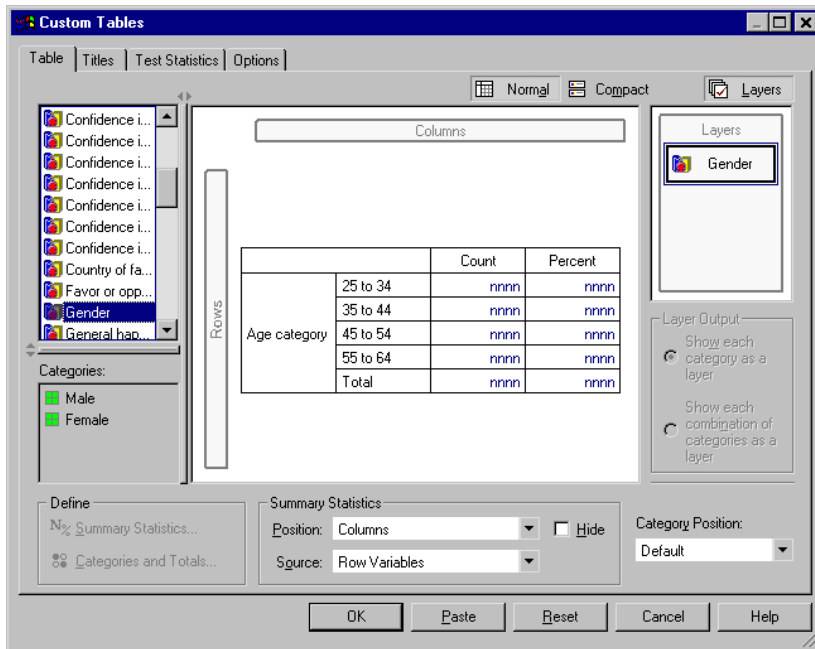 Custom Tables
Table Titles Test Statistics Options
Normal Compact Layers
Confidence i...
Confidence i...
Confidence i...
Confidence i...
Confidence i...
Confidence i...
Confidence i...
Country of fa...
Favor or opp...
Gender
General hap...
Categories:
Male
Female
Columns
Rows
Count Percent
Age category
25 to 34 nnnn nnnn
35 to 44 nnnn nnnn
45 to 54 nnnn nnnn
55 to 64 nnnn nnnn
Total nnnn nnnn
Layers
Gender
Layer Output
Show each
category as a
layer
Show each
combination of
categories as a
layer
Define
N% Summary Statistics...
Categories and Totals...
Summary Statistics
Position: Columns Hide
Source: Row Variables
Category Position:
Default
OK Paste Reset Cancel Help